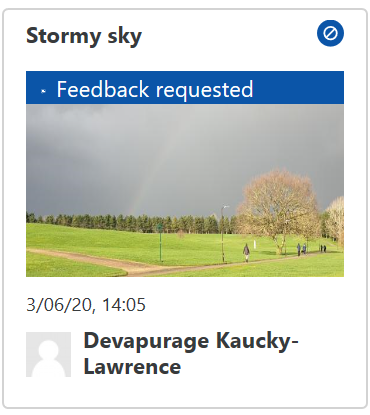 Stormy sky
Feedback requested
3/06/20, 14:05
Devapurage Kaucky-
Lawrence